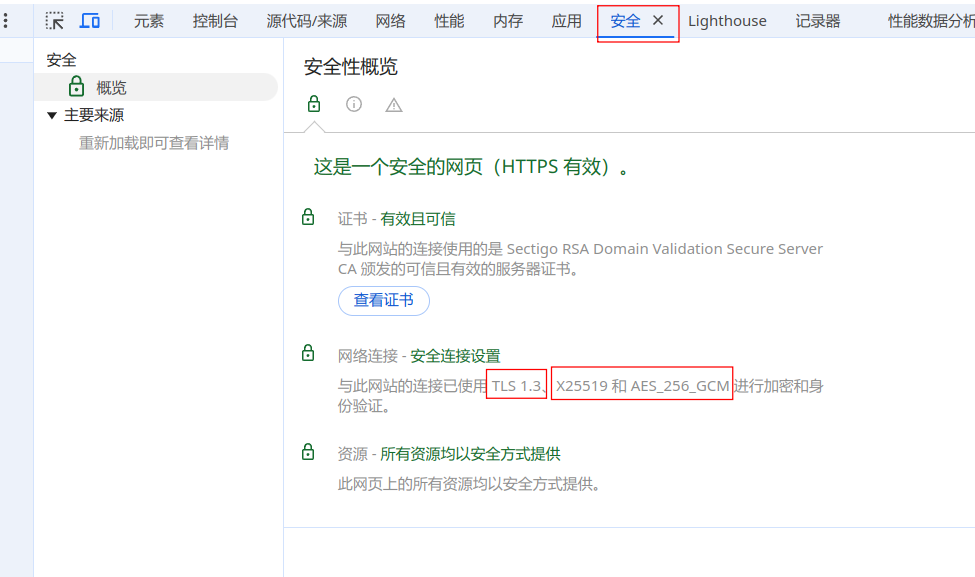 元素 控制台 源代码/来源 网络 性能 内存 应用 安全 Lighthouse 记录器 性能数据分析
安全
概览
主要来源
重新加载即可查看详情
安全性概览
这是一个安全的网页（HTTPS 有效）。
证书 - 有效且可信
与此网站的连接使用的是 Sectigo RSA Domain Validation Secure Server
CA 颁发的可信且有效的服务器证书。
查看证书
网络连接 - 安全连接设置
与此网站的连接已使用 TLS 1.3、X25519 和 AES_256_GCM 进行加密和身
份验证。
资源 - 所有资源均以安全方式提供
此网页上的所有资源均以安全方式提供。